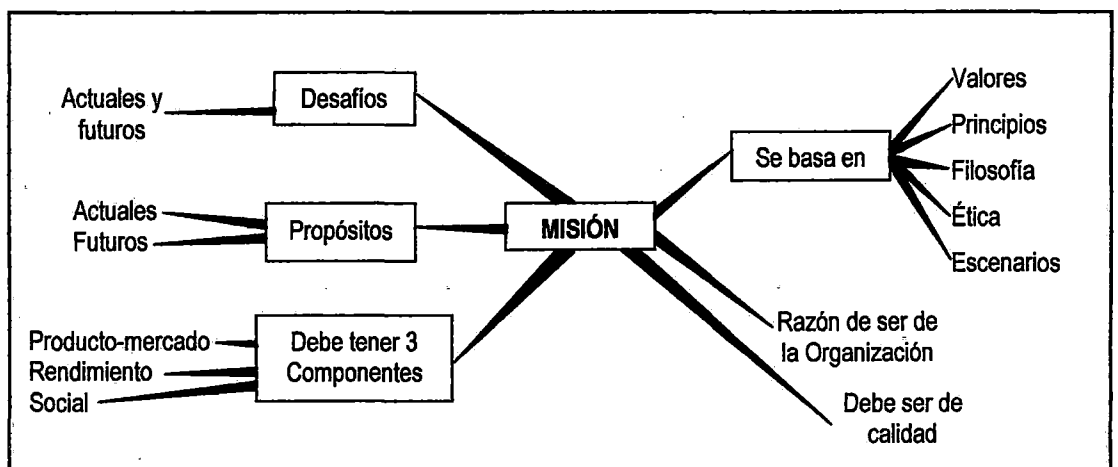 Actuales y
futuros
Desafíos
Actuales
Futuros
Propósitos
Producto-mercado
Rendimiento
Social
Debe tener 3
Componentes
MISIÓN
Se basa en
Valores
Principios
Filosofía
Ética
Escenarios
Razón de ser de
la Organización
Debe ser de
calidad